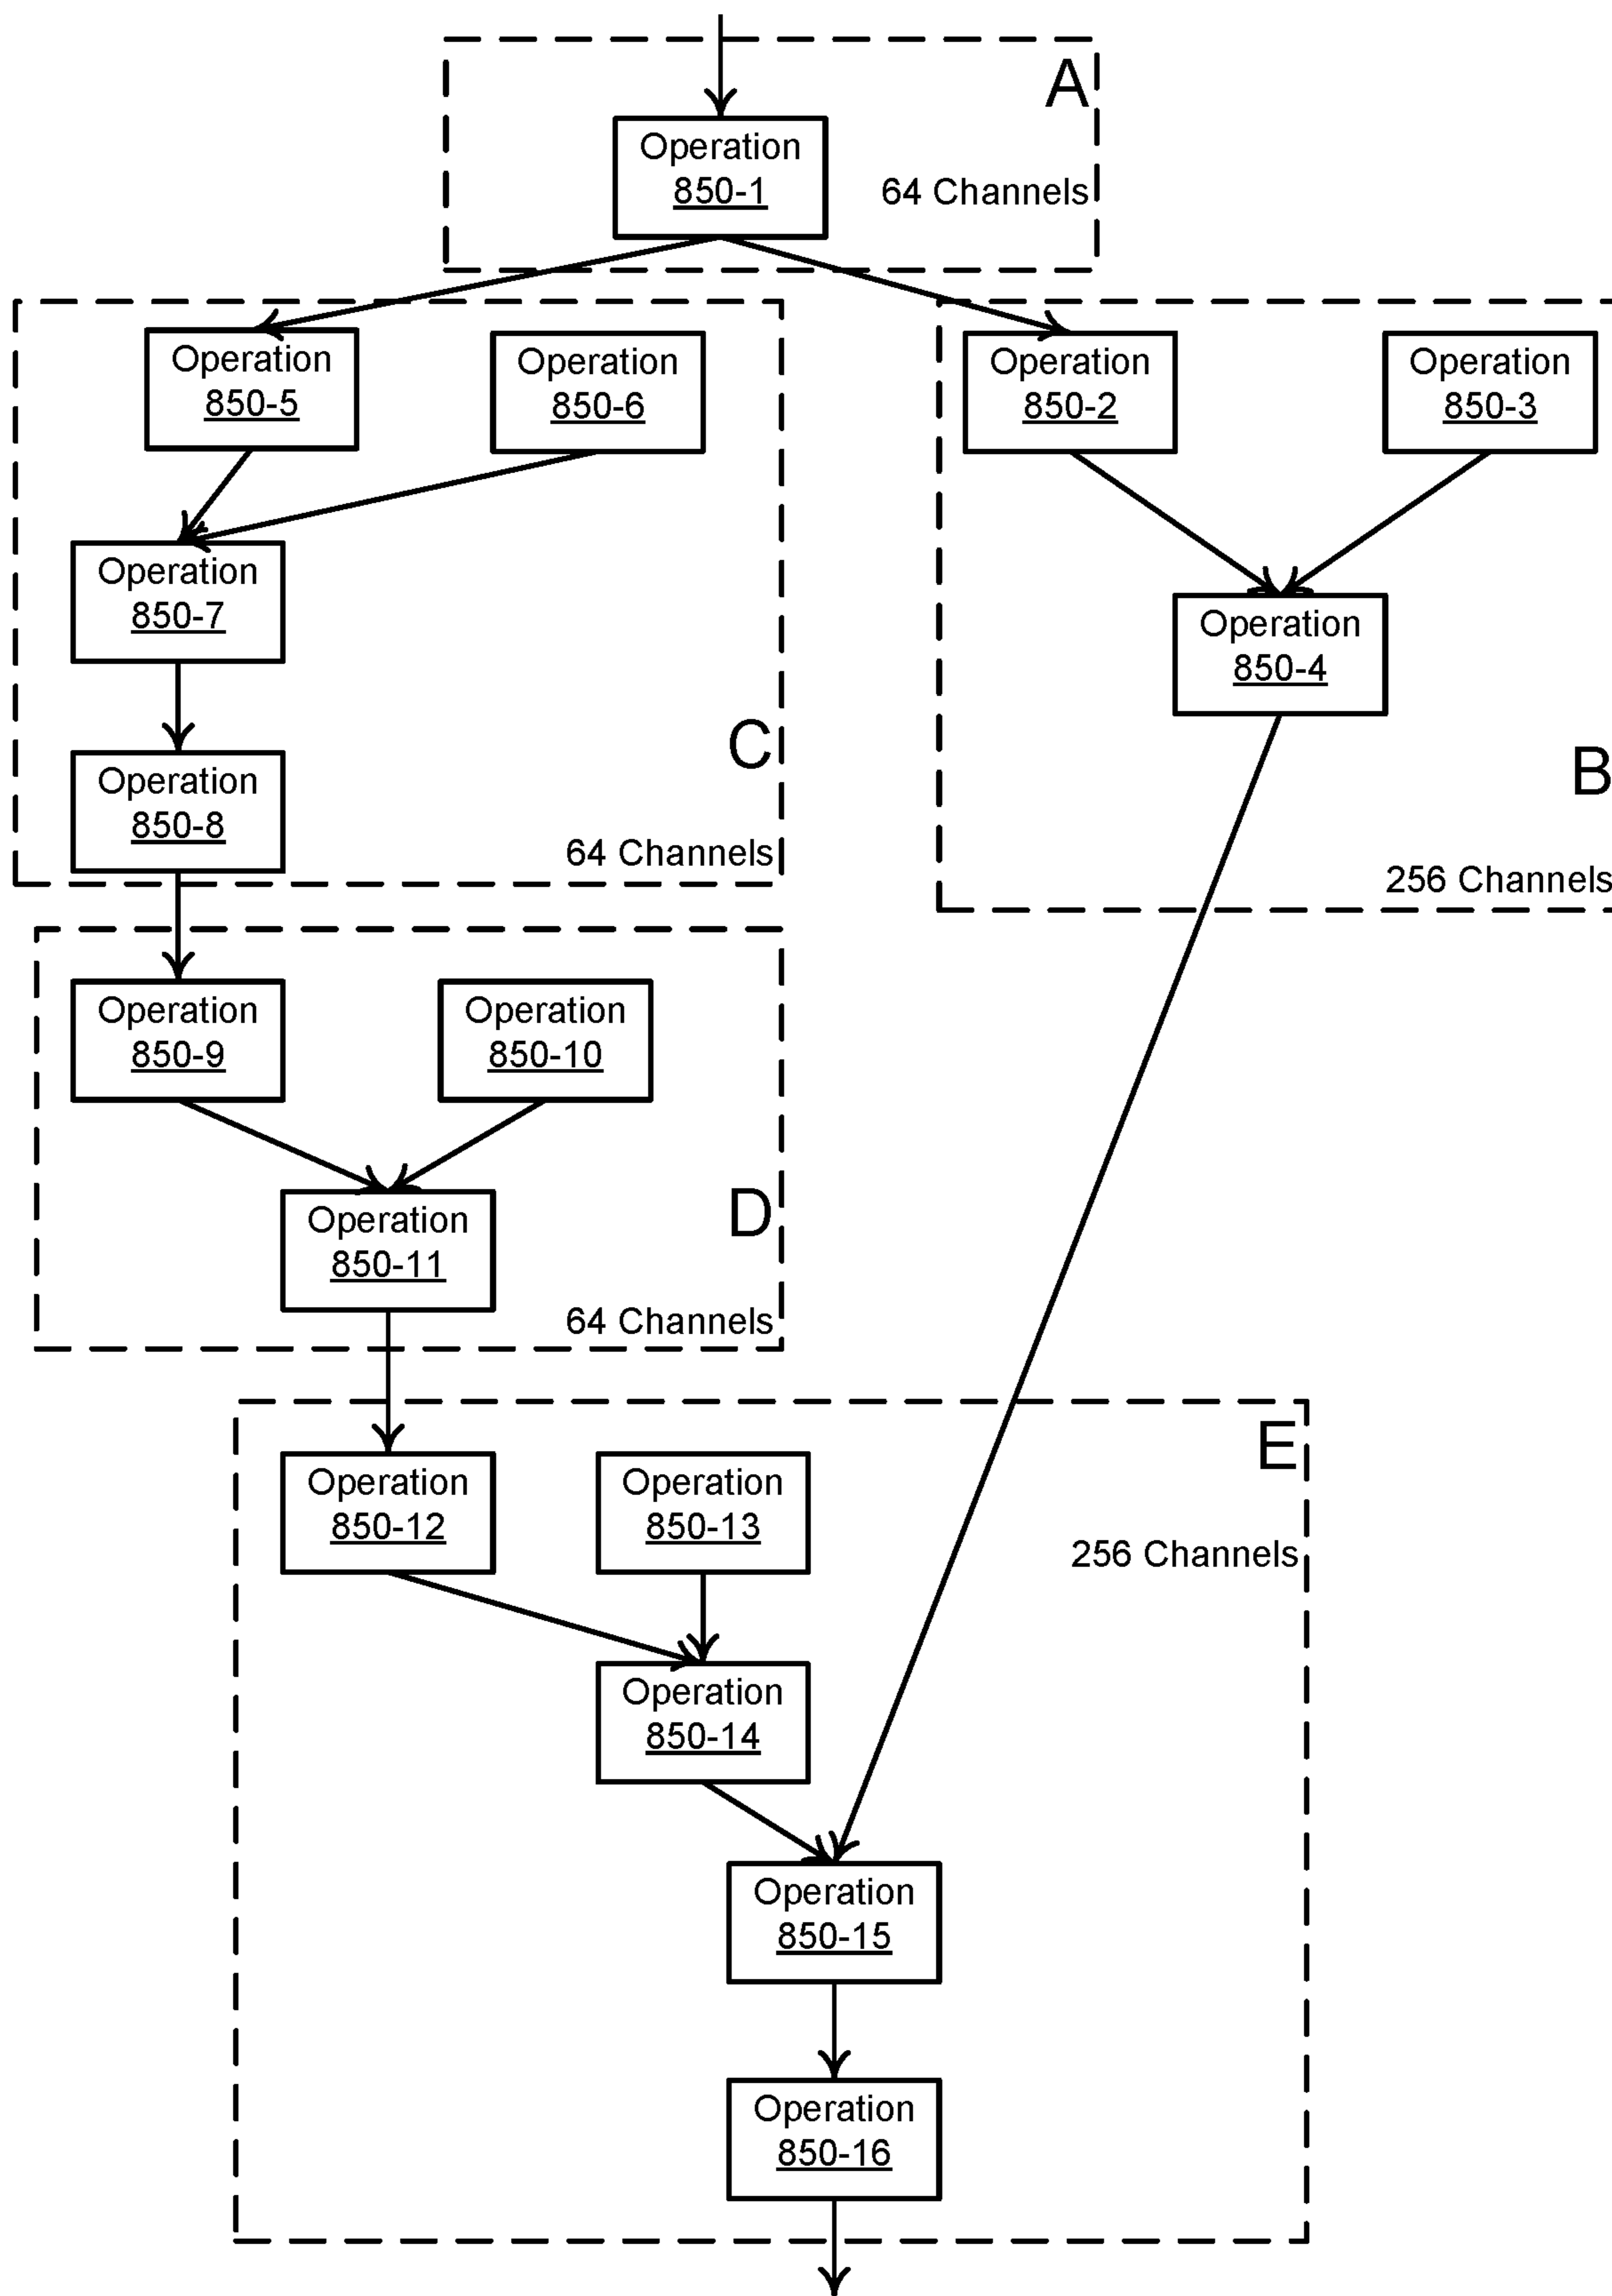 A
Operation
850-1
64 Channels
Operation
850-5
Operation
850-6
Operation
850-2
Operation
850-3
Operation
850-7
Operation
850-4
C
Operation
850-8
64 Channels
B
256 Channels
Operation
850-9
Operation
850-10
D
Operation
850-11
64 Channels
E
Operation
850-12
Operation
850-13
256 Channels
Operation
850-14
Operation
850-15
Operation
850-16